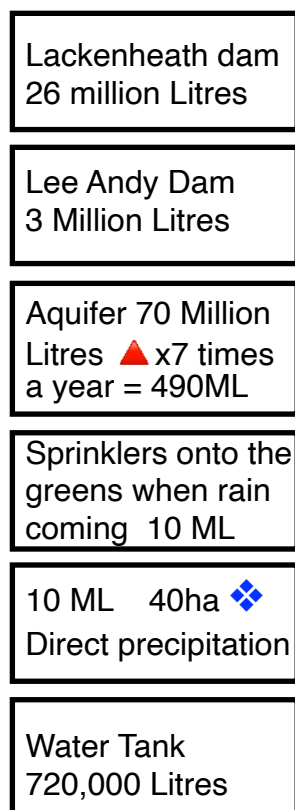 Lackenheath dam
26 million Litres
Lee Andy Dam
3 Million Litres
Aquifer 70 Million
Litres 🔺x7 times
a year = 490ML
Sprinklers onto the
greens when rain
coming 10 ML
10 ML 40ha ❖
Direct precipitation
Water Tank
720,000 Litres